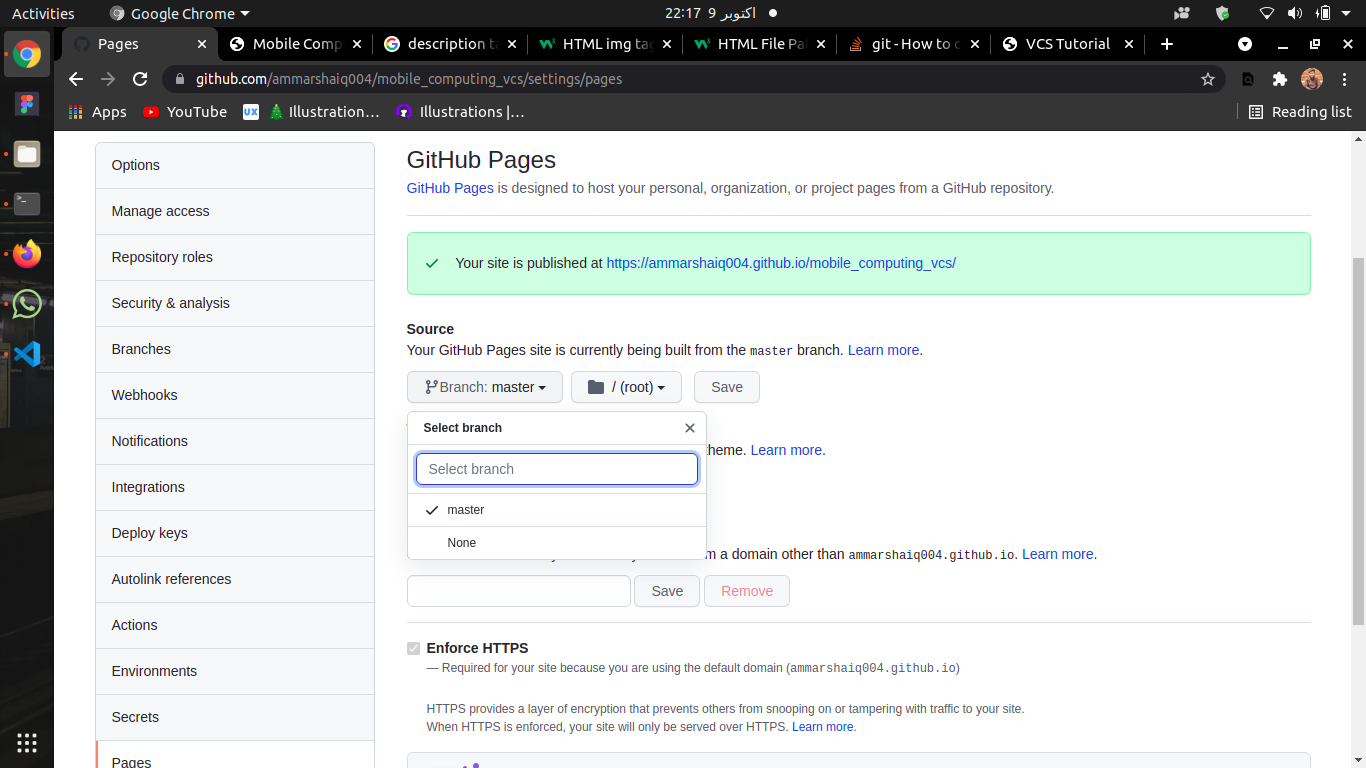 Activities
Google Chrome
اکتوبر 9 22:17
Pages
Mobile Comp
description ta
HTML img tag
HTML File Pa
git - How to c
VCS Tutorial
github.com/ammarshaiq004/mobile_computing_vcs/settings/pages
Apps
YouTube
UX
Illustration...
Illustrations |...
Reading list
Options
Manage access
Repository roles
Security & analysis
Branches
Webhooks
Notifications
Integrations
Deploy keys
Autolink references
Actions
Environments
Secrets
Pages
GitHub Pages
GitHub Pages is designed to host your personal, organization, or project pages from a GitHub repository.
Your site is published at https://ammarshaiq004.github.io/mobile_computing_vcs/
Source
Your GitHub Pages site is currently being built from the master branch. Learn more.
Branch: master
/ (root)
Save
Select branch
Select branch
master
None
theme. Learn more.
m a domain other than ammarshaiq004.github.io. Learn more.
Save
Remove
Enforce HTTPS
— Required for your site because you are using the default domain (ammarshaiq004.github.io)
HTTPS provides a layer of encryption that prevents others from snooping on or tampering with traffic to your site.
When HTTPS is enforced, your site will only be served over HTTPS. Learn more.